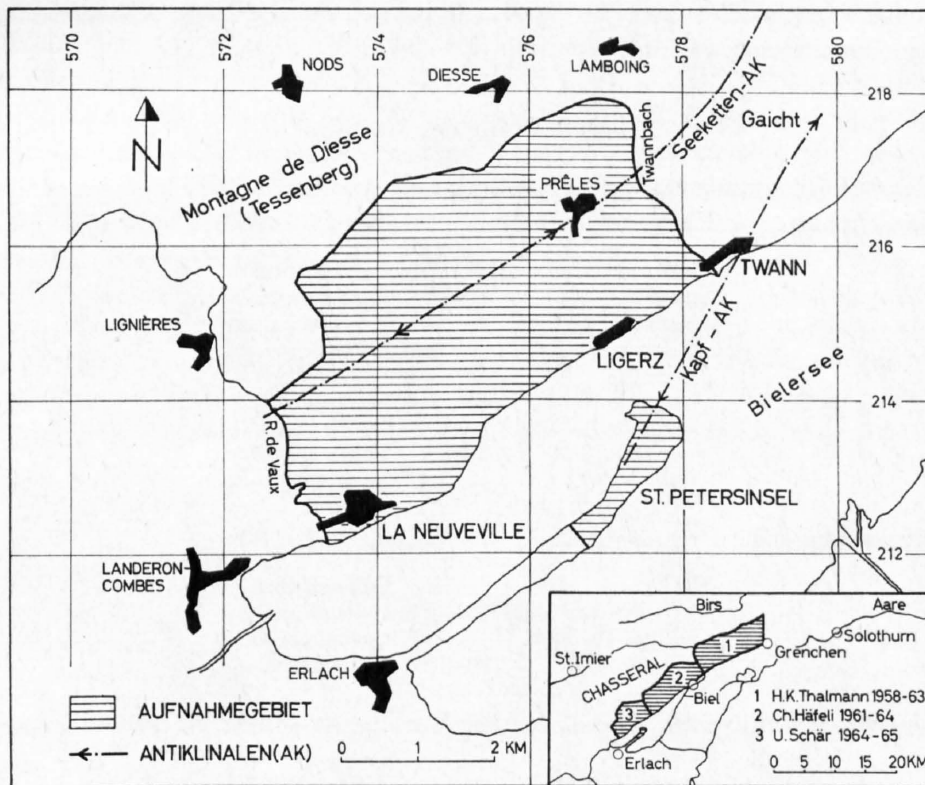 570
572
574
576
578
580
NODS
DIESSE
LAMBOING
218
N
Montagne de Diesse
(Tessenberg)
Twannbach
Seeketten-AK
Gaicht
PRÊLES
216
TWANN
LIGNIÈRES
LIGERZ
Kapf AK
Bielersee
214
R. de Vaux
ST. PETERSINSEL
LA NEUVEVILLE
LANDERON-
COMBES
212
ERLACH
AUFNAHMEGEBIET
ANTIKLINALEN(AK)
0 1 2 KM
Birs
Aare
St.Imier
CHASSERAL
1
Grenchen
Solothurn
2
Biel
3
Erlach
1 H.K.Thalmann 1958-63
2 Ch.Häfeli 1961-64
3 U.Schär 1964-65
0 5 10 20KM